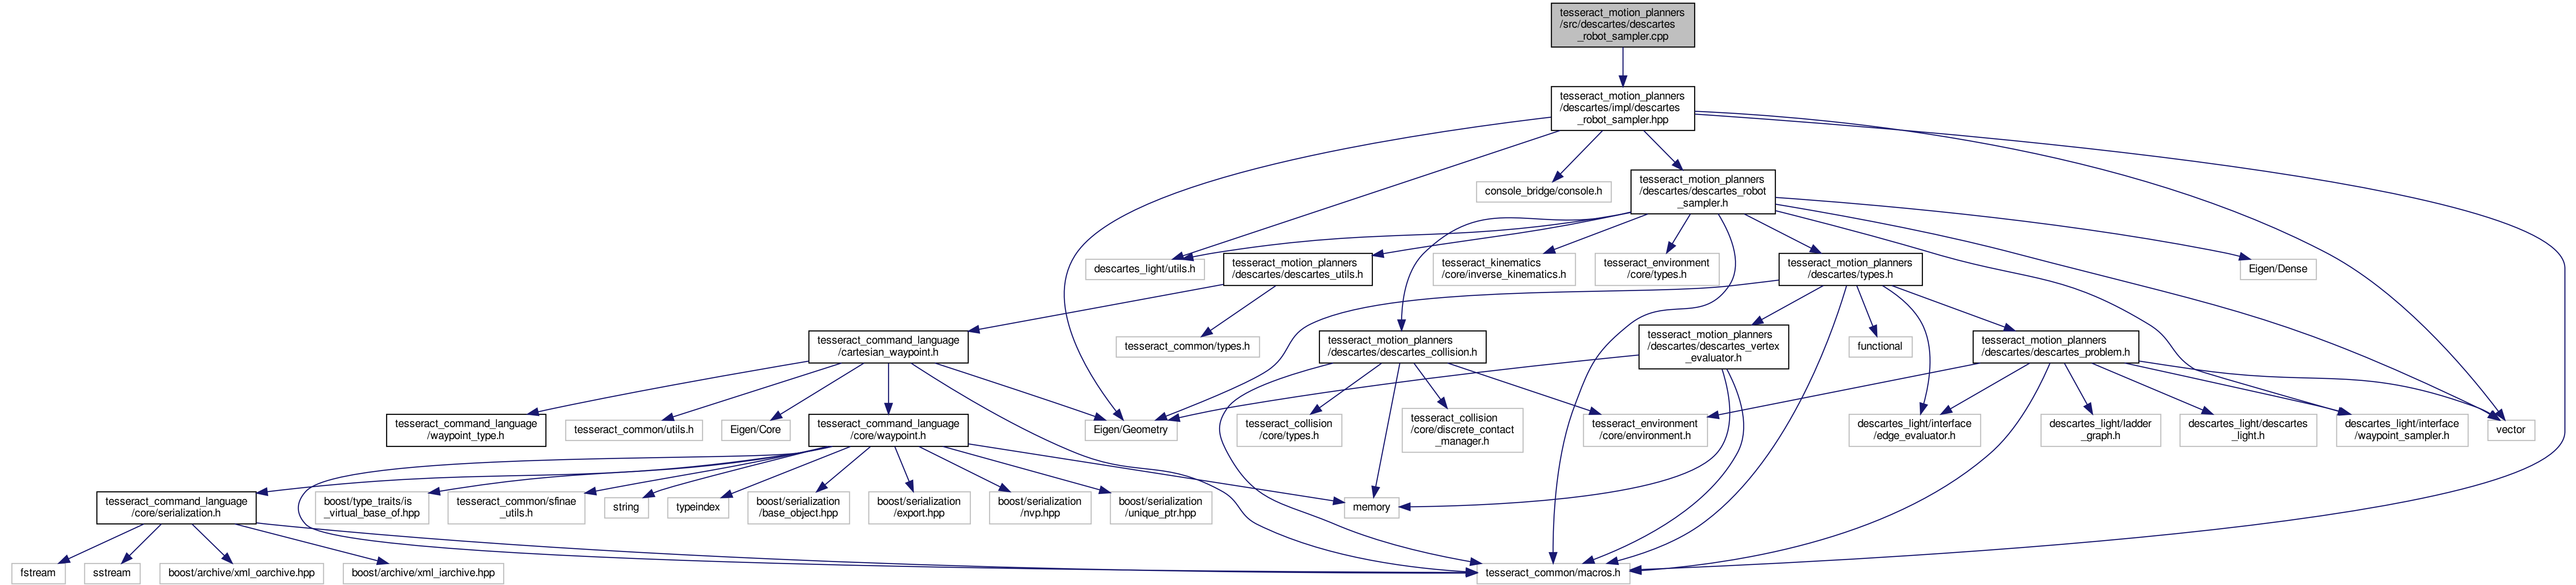 tesseract_motion_planners
/src/descartes/descartes
_robot_sampler.cpp
tesseract_motion_planners
/descartes/impl/descartes
_robot_sampler.hpp
console_bridge/console.h
tesseract_motion_planners
/descartes/descartes_robot
_sampler.h
descartes_light/utils.h
tesseract_motion_planners
/descartes/descartes_utils.h
tesseract_kinematics
/core/inverse_kinematics.h
tesseract_environment
/core/types.h
tesseract_motion_planners
/descartes/types.h
Eigen/Dense
tesseract_command_language
/cartesian_waypoint.h
tesseract_common/types.h
tesseract_motion_planners
/descartes/descartes_collision.h
tesseract_motion_planners
/descartes/descartes_vertex
_evaluator.h
functional
tesseract_motion_planners
/descartes/descartes_problem.h
tesseract_command_language
/waypoint_type.h
tesseract_common/utils.h
Eigen/Core
tesseract_command_language
/core/waypoint.h
Eigen/Geometry
tesseract_collision
/core/types.h
tesseract_collision
/core/discrete_contact
_manager.h
tesseract_environment
/core/environment.h
descartes_light/interface
/edge_evaluator.h
descartes_light/ladder
_graph.h
descartes_light/descartes
_light.h
descartes_light/interface
/waypoint_sampler.h
vector
tesseract_command_language
/core/serialization.h
boost/type_traits/is
_virtual_base_of.hpp
tesseract_common/sfinae
_utils.h
string
typeindex
boost/serialization
/base_object.hpp
boost/serialization
/export.hpp
boost/serialization
/nvp.hpp
boost/serialization
/unique_ptr.hpp
memory
fstream
sstream
boost/archive/xml_oarchive.hpp
boost/archive/xml_iarchive.hpp
tesseract_common/macros.h